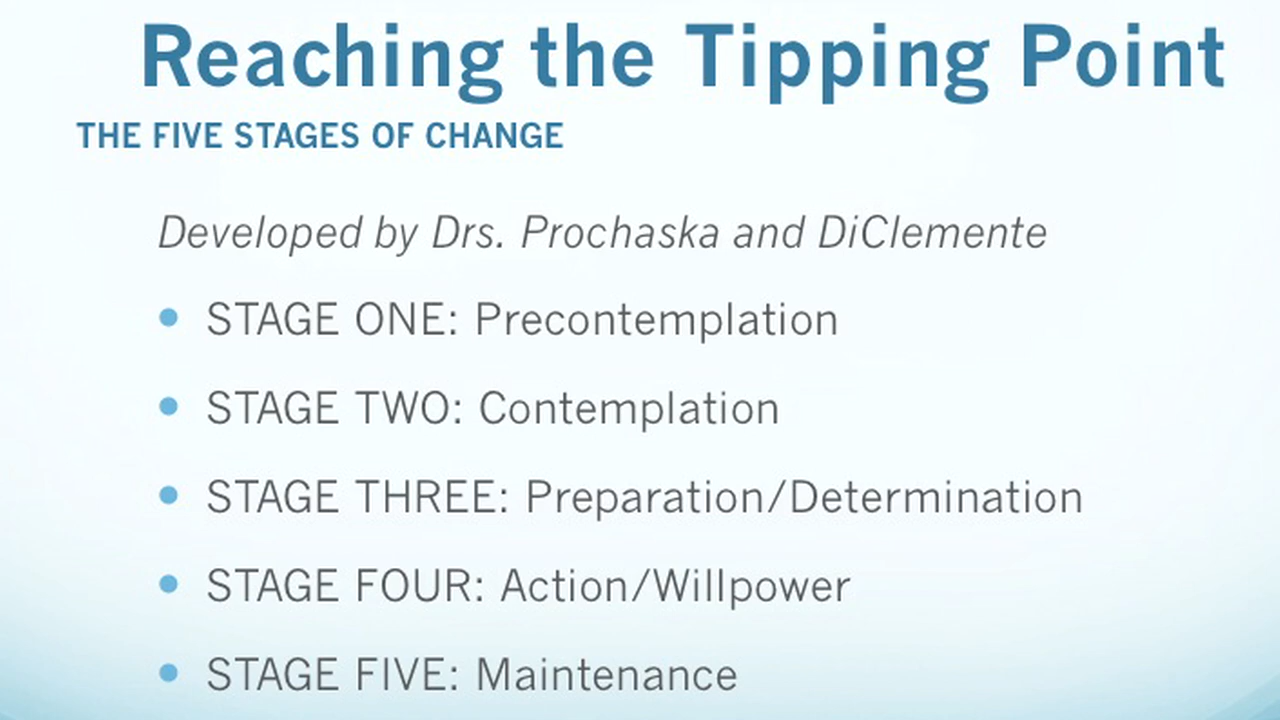 Reaching the Tipping Point
THE FIVE STAGES OF CHANGE
Developed by Drs. Prochaska and DiClemente
• STAGE ONE: Precontemplation
• STAGE TWO: Contemplation
• STAGE THREE: Preparation/Determination
• STAGE FOUR: Action/Willpower
• STAGE FIVE: Maintenance